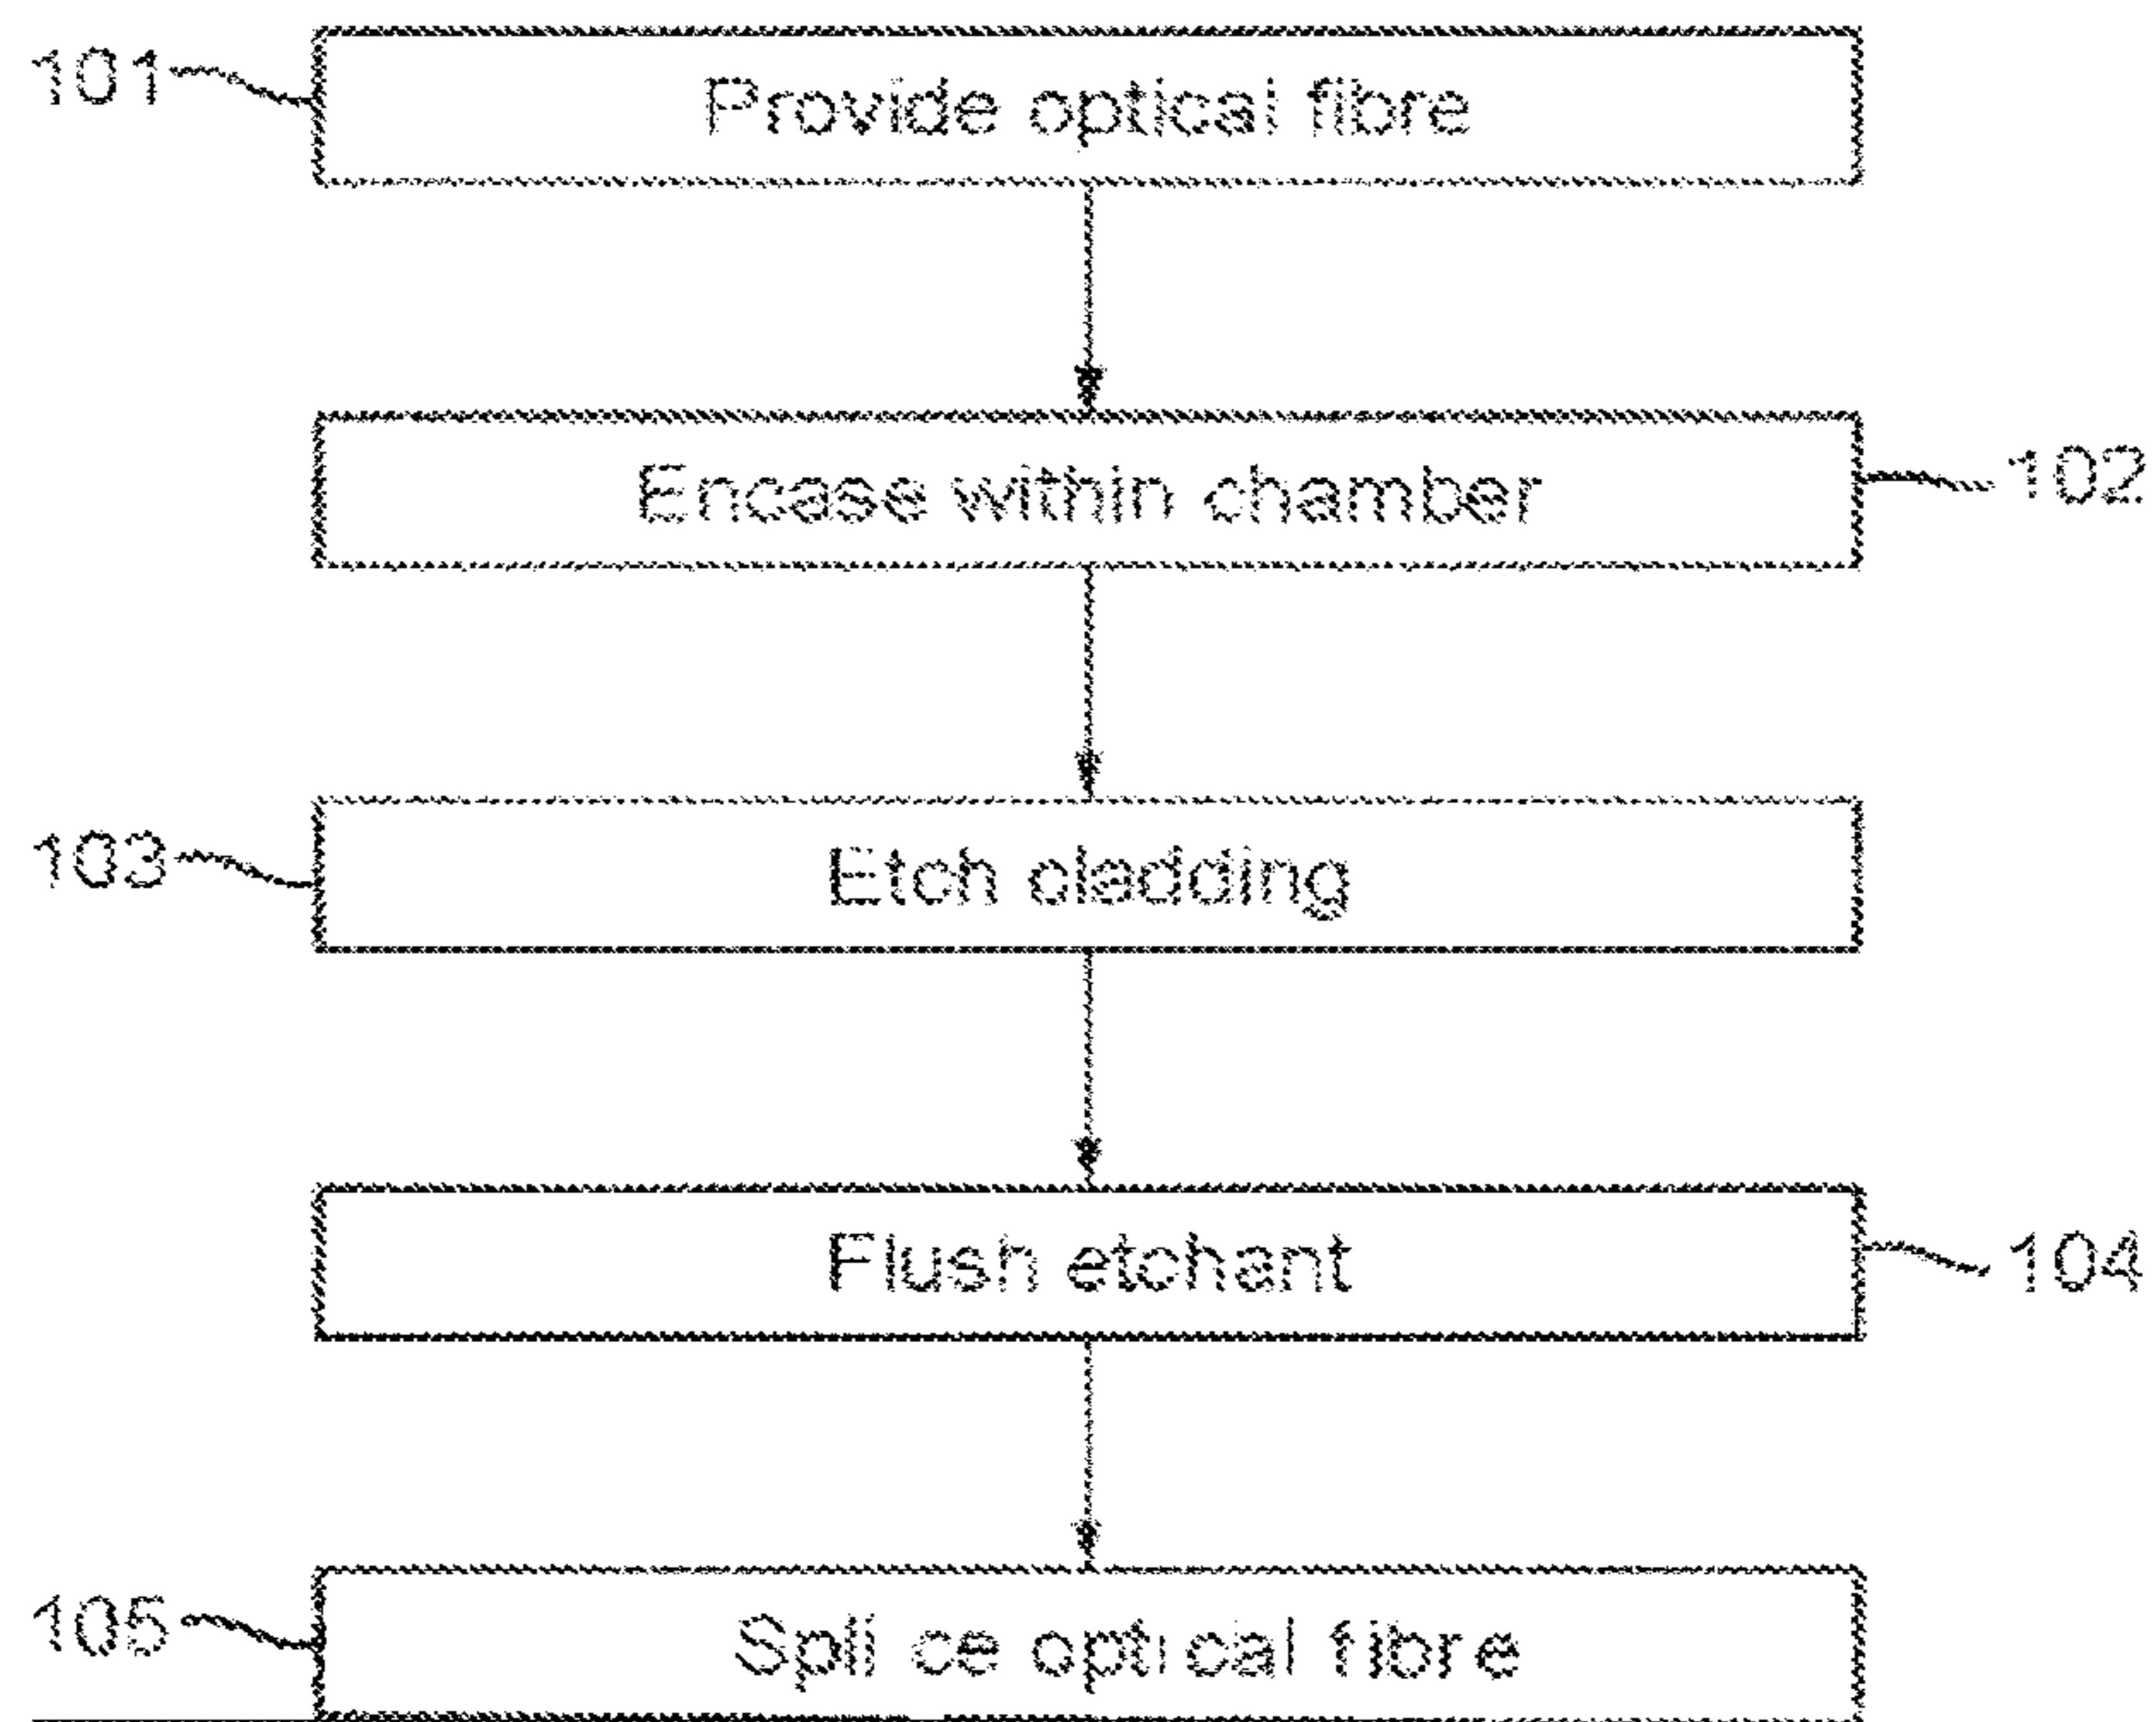 101
Provide optical fibre
Encase within chamber
102
103
Etch cladding
Flush etchant
104
105
Splice optical fibre